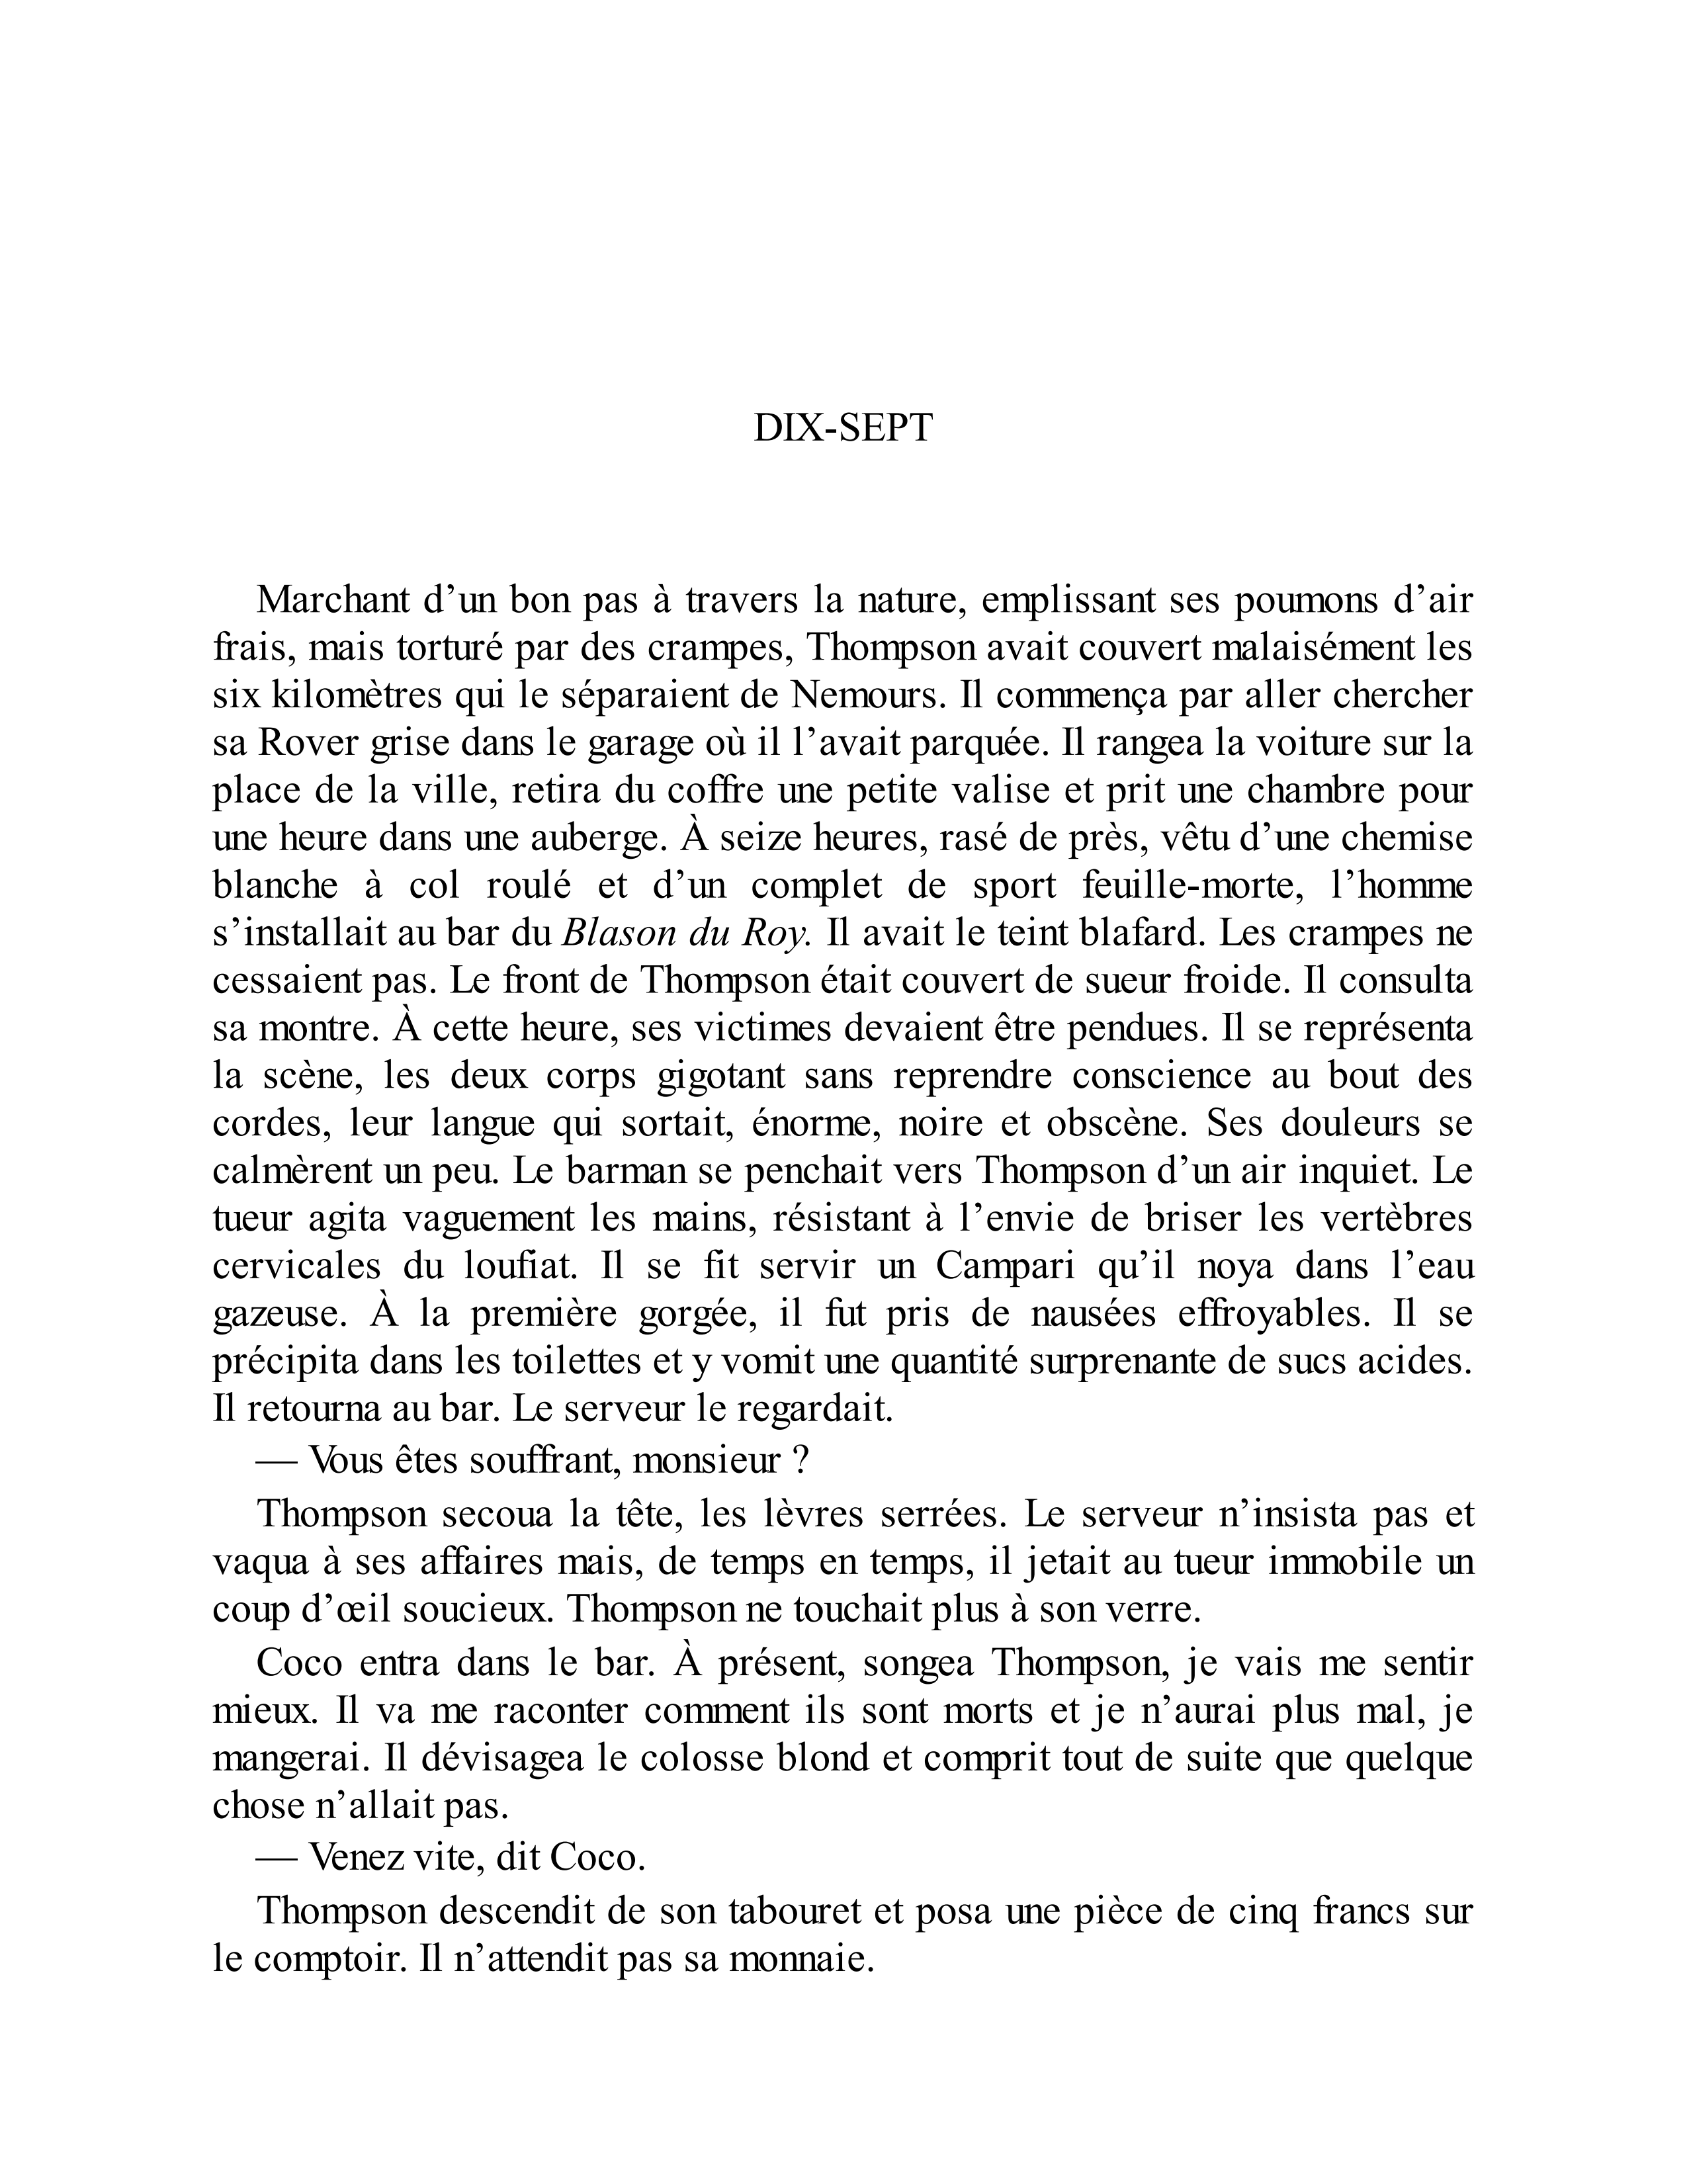 DIX-SEPT
Marchant d’un bon pas à travers la nature, emplissant ses poumons d’air
frais, mais torturé par des crampes, Thompson avait couvert malaisément les
six kilomètres qui le séparaient de Nemours. Il commença par aller chercher
sa Rover grise dans le garage où il l’avait parquée. Il rangea la voiture sur la
place de la ville, retira du coffre une petite valise et prit une chambre pour
une heure dans une auberge. À seize heures, rasé de près, vêtu d’une chemise
blanche à col roulé et d’un complet de sport feuille-morte, l’homme
s’installait au bar du Blason du Roy. Il avait le teint blafard. Les crampes ne
cessaient pas. Le front de Thompson était couvert de sueur froide. Il consulta
sa montre. À cette heure, ses victimes devaient être pendues. Il se représenta
la scène, les deux corps gigotant sans reprendre conscience au bout des
cordes, leur langue qui sortait, énorme, noire et obscène. Ses douleurs se
calmèrent un peu. Le barman se penchait vers Thompson d’un air inquiet. Le
tueur agita vaguement les mains, résistant à l’envie de briser les vertèbres
cervicales du loufiat. Il se fit servir un Campari qu’il noya dans l’eau
gazeuse. À la première gorgée, il fut pris de nausées effroyables. Il se
précipita dans les toilettes et y vomit une quantité surprenante de sucs acides.
Il retourna au bar. Le serveur le regardait.
— Vous êtes souffrant, monsieur ?
Thompson secoua la tête, les lèvres serrées. Le serveur n’insista pas et
vaqua à ses affaires mais, de temps en temps, il jetait au tueur immobile un
coup d’œil soucieux. Thompson ne touchait plus à son verre.
Coco entra dans le bar. À présent, songea Thompson, je vais me sentir
mieux. Il va me raconter comment ils sont morts et je n’aurai plus mal, je
mangerai. Il dévisagea le colosse blond et comprit tout de suite que quelque
chose n’allait pas.
— Venez vite, dit Coco.
Thompson descendit de son tabouret et posa une pièce de cinq francs sur
le comptoir. Il n’attendit pas sa monnaie.